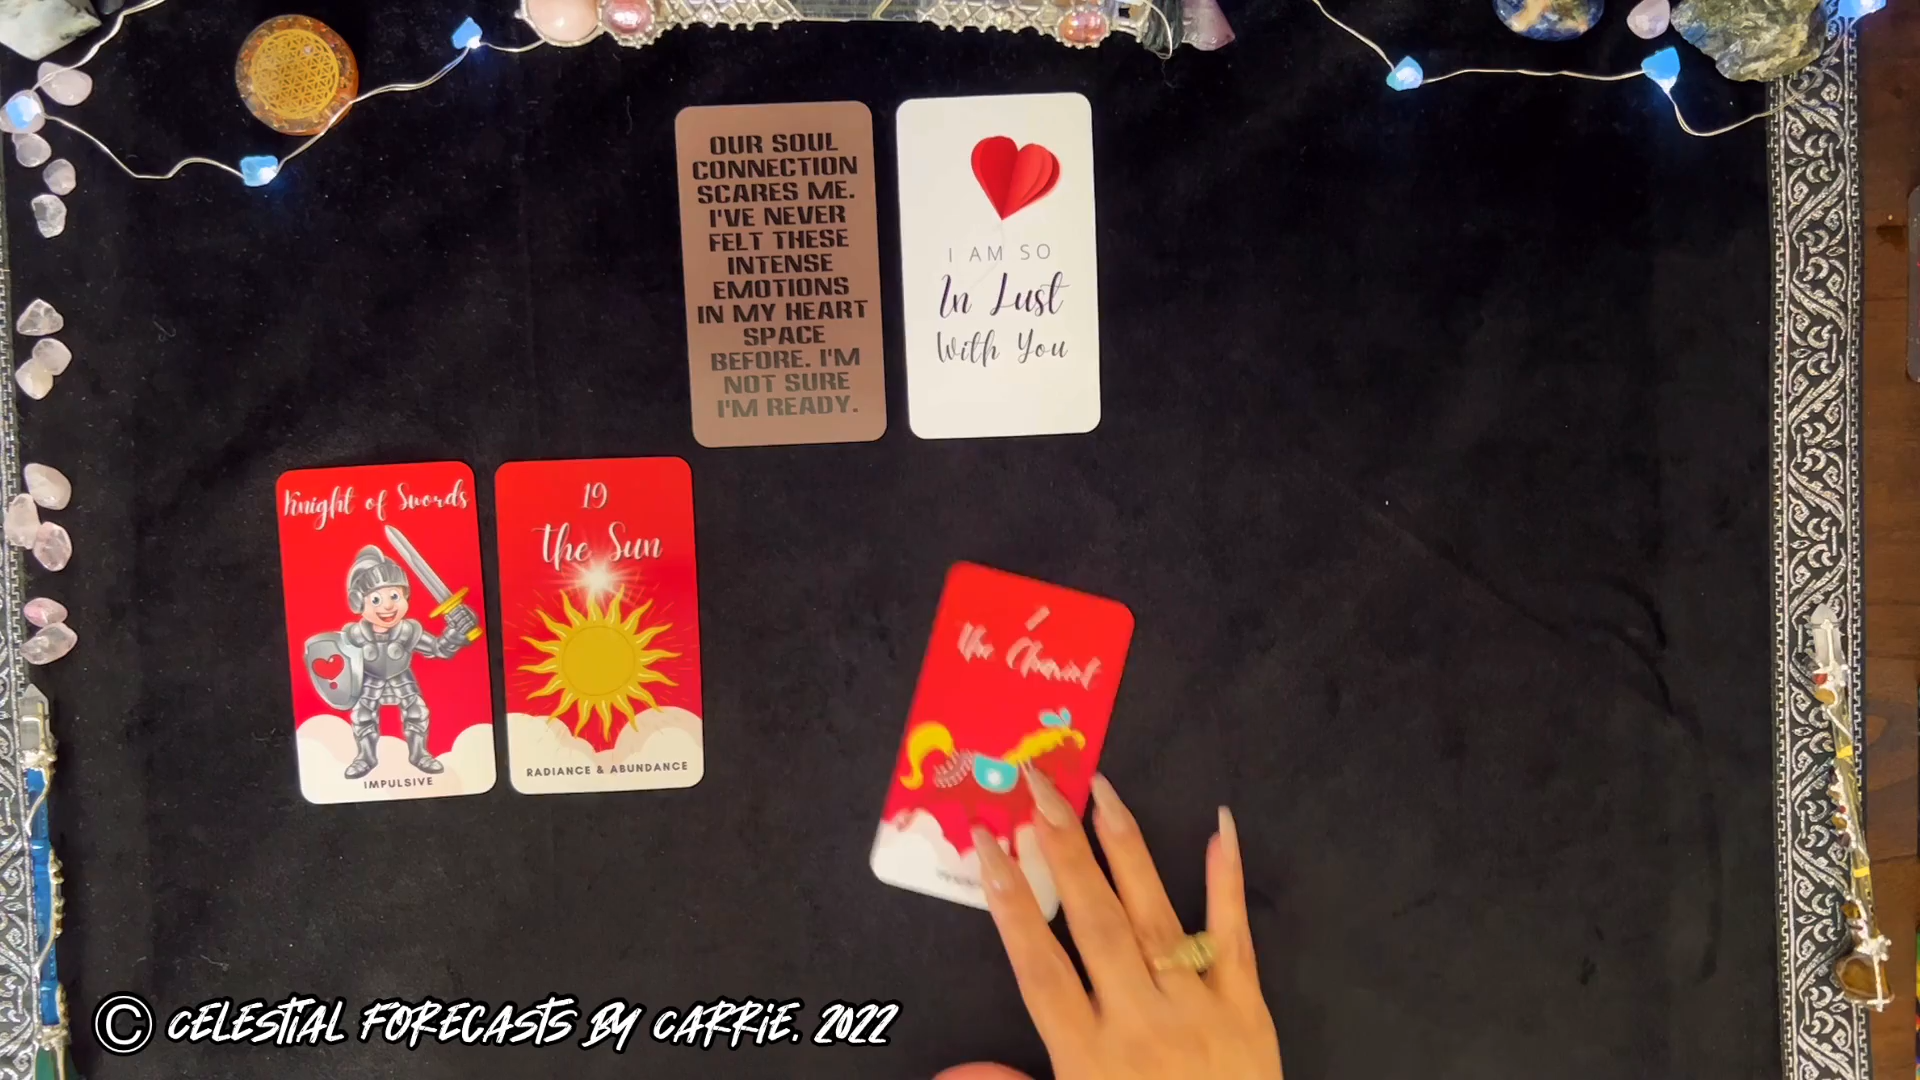 OUR SOUL
CONNECTION
SCARES ME.
I'VE NEVER
FELT THESE
INTENSE
EMOTIONS
IN MY HEART
SPACE
BEFORE. I'M
NOT SURE
I'M READY.
I AM SO
In Lust
With You
Knight of Swords
IMPULSIVE
19
the Sun
RADIANCE & ABUNDANCE
the Chariot
© CELESTIAL FORECASTS BY CARRIE. 2022